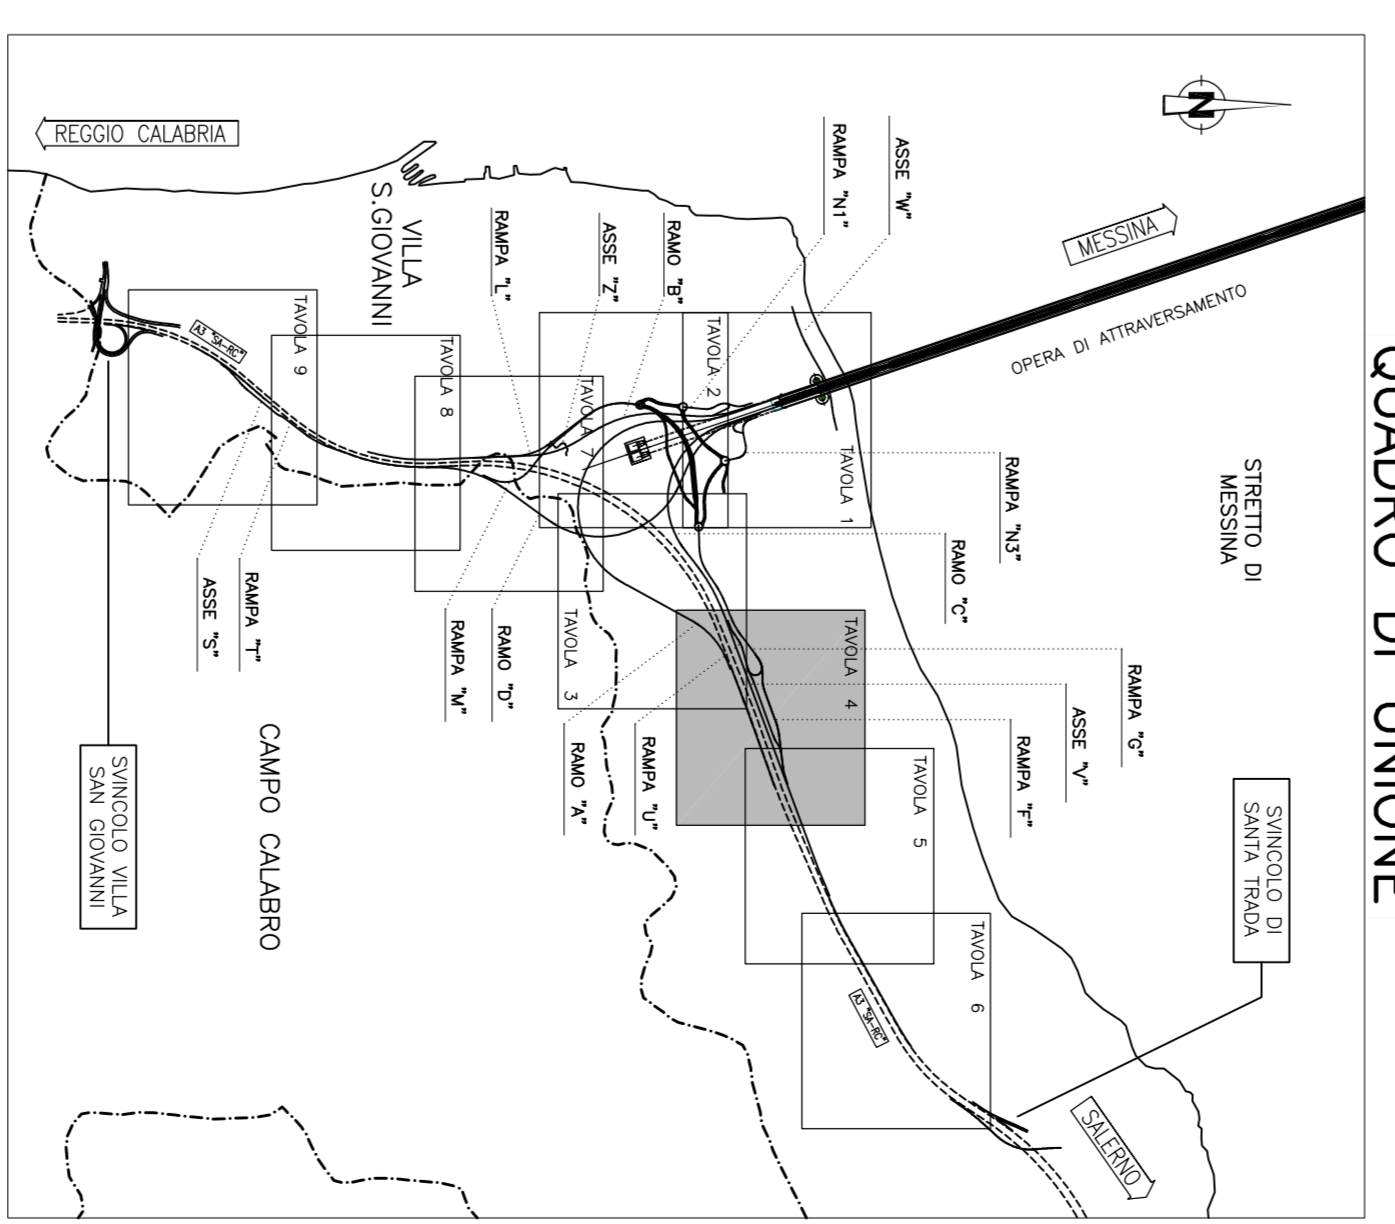 QUADRO DI UNIONE
N
REGGIO CALABRIA
MESSINA
OPERA DI ATTRAVERSAMENTO
STRETTO DI
MESSINA
VILLA
S.GIOVANNI
ASSE "W"
RAMPA "N1"
RAMO "B"
ASSE "Z"
RAMPA "L"
TAVOLA 9
TAVOLA 8
TAVOLA 7
TAVOLA 2
TAVOLA 1
A3 "SA-RC"
RAMPA "N3"
RAMO "C"
RAMPA "G"
ASSE "V"
RAMPA "F"
TAVOLA 3
TAVOLA 4
TAVOLA 5
TAVOLA 6
RAMPA "T"
ASSE "S"
RAMO "D"
RAMPA "M"
RAMPA "U"
RAMO "A"
CAMPO CALABRO
SVINCOLO VILLA
SAN GIOVANNI
SVINCOLO DI
SANTA TRADA
A3 "SA-RC"
SALERNO